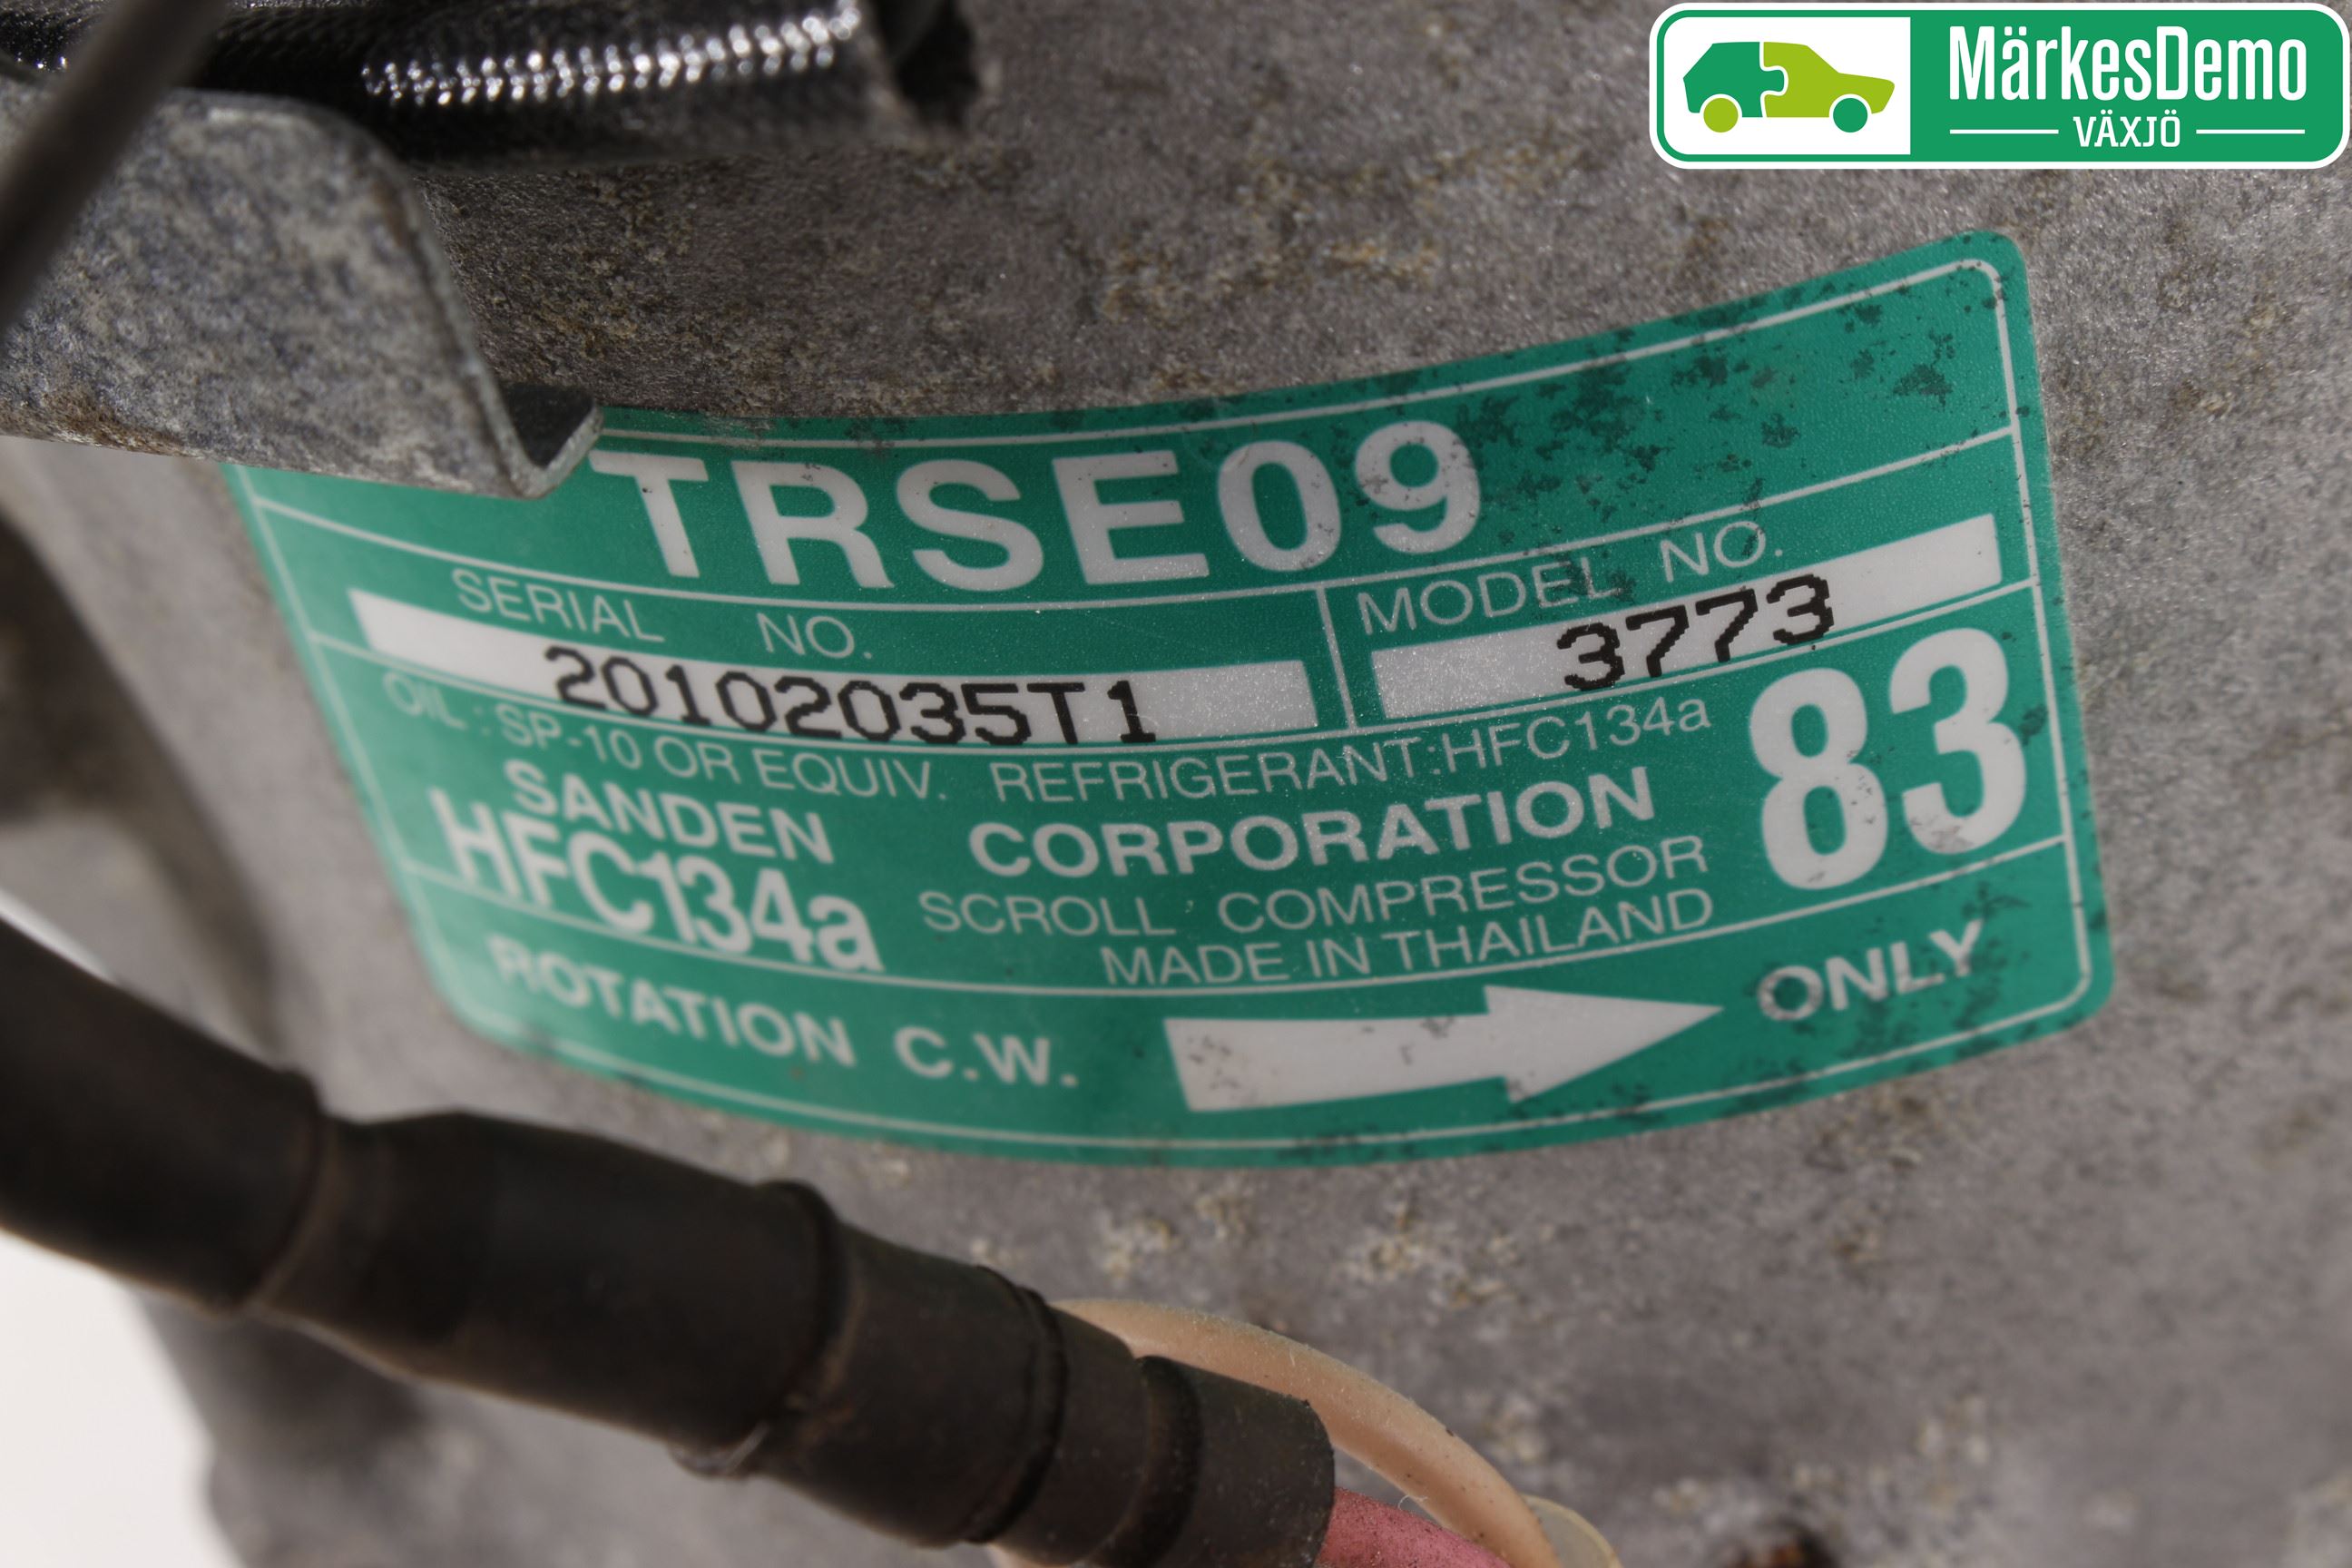 MärkesDemo
VÄXJÖ
TRSE09
SERIAL NO.
MODEL NO.
20102035T1
3773
OIL : SP-10 OR EQUIV. REFRIGERANT:HFC134a
SANDEN CORPORATION
83
HFC134a
SCROLL COMPRESSOR
MADE IN THAILAND
ROTATION C.W. ONLY